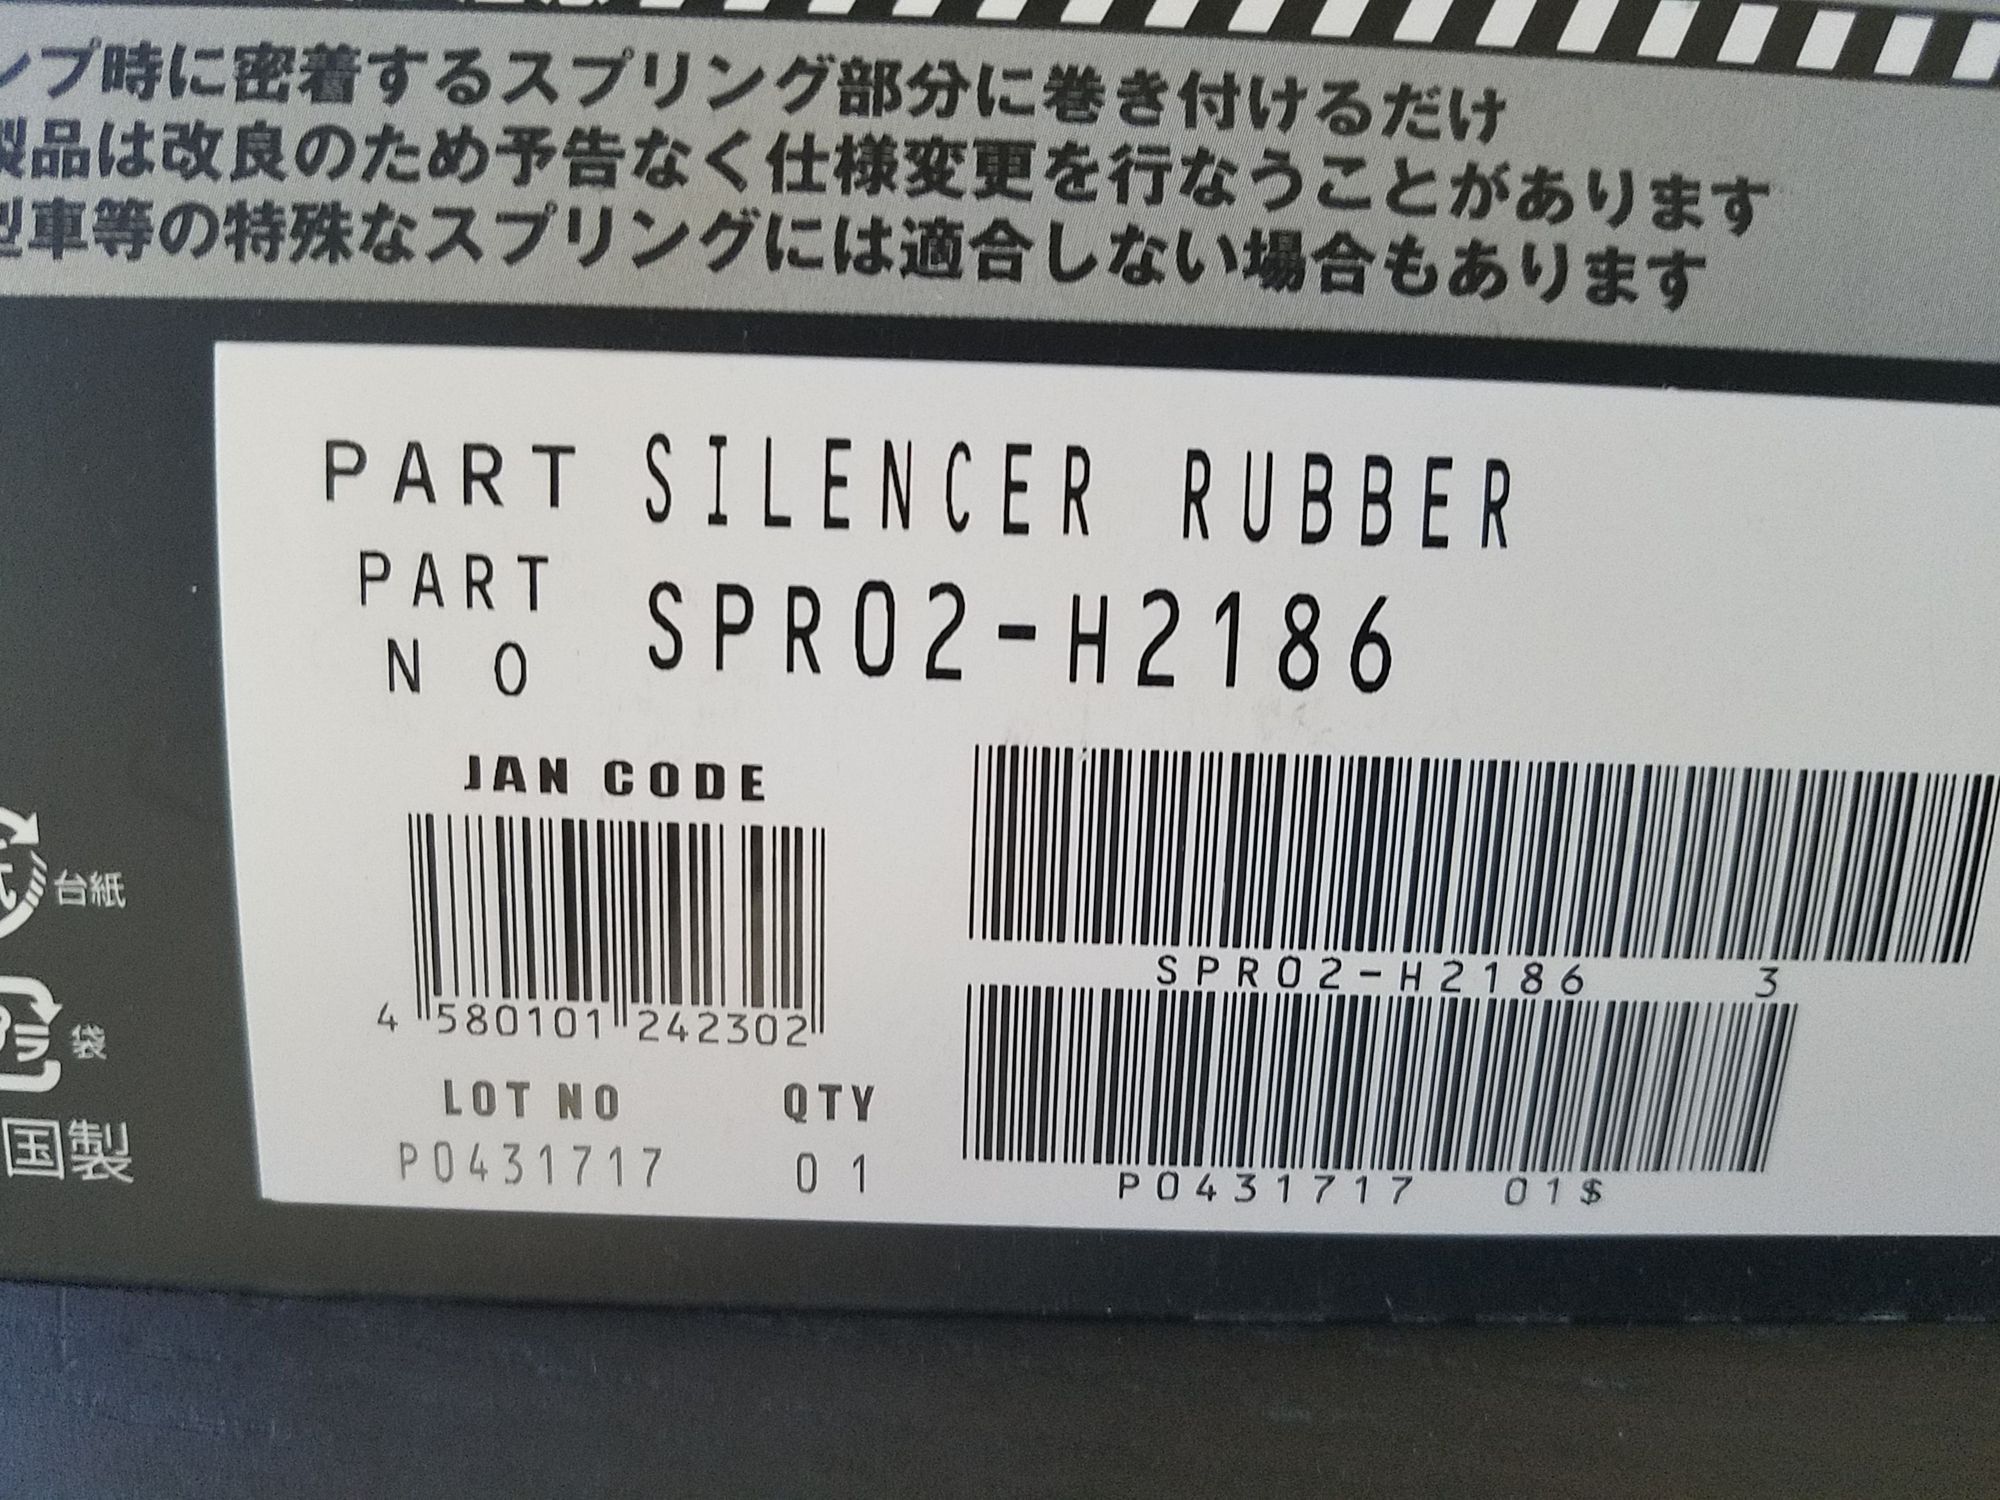 ンプ時に密着するスプリング部分に巻き付けるだけ
製品は改良のため予告なく仕様変更を行なうことがあります
型車等の特殊なスプリングには適合しない場合もあります
PART SILENCER RUBBER
PART NO SPR02-H2186
JAN CODE
4 580101 242302
SPR02-H2186 3
LOT NO QTY
P0431717 01
P0431717 01$
台紙
プラ
袋
国製